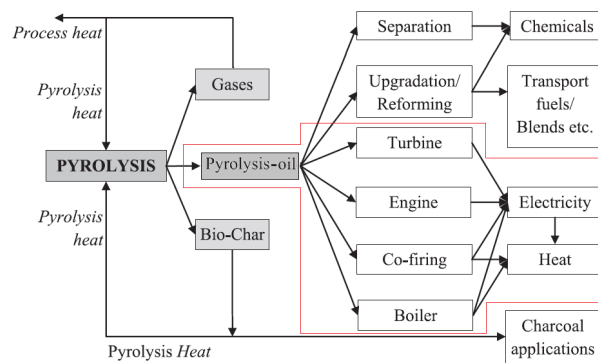 Process heat
Pyrolysis
heat
Gases
PYROLYSIS
Pyrolysis-oil
Pyrolysis
heat
Bio-Char
Pyrolysis Heat
Separation
Upgradation/
Reforming
Turbine
Engine
Co-firing
Boiler
Chemicals
Transport
fuels/
Blends etc.
Electricity
Heat
Charcoal
applications